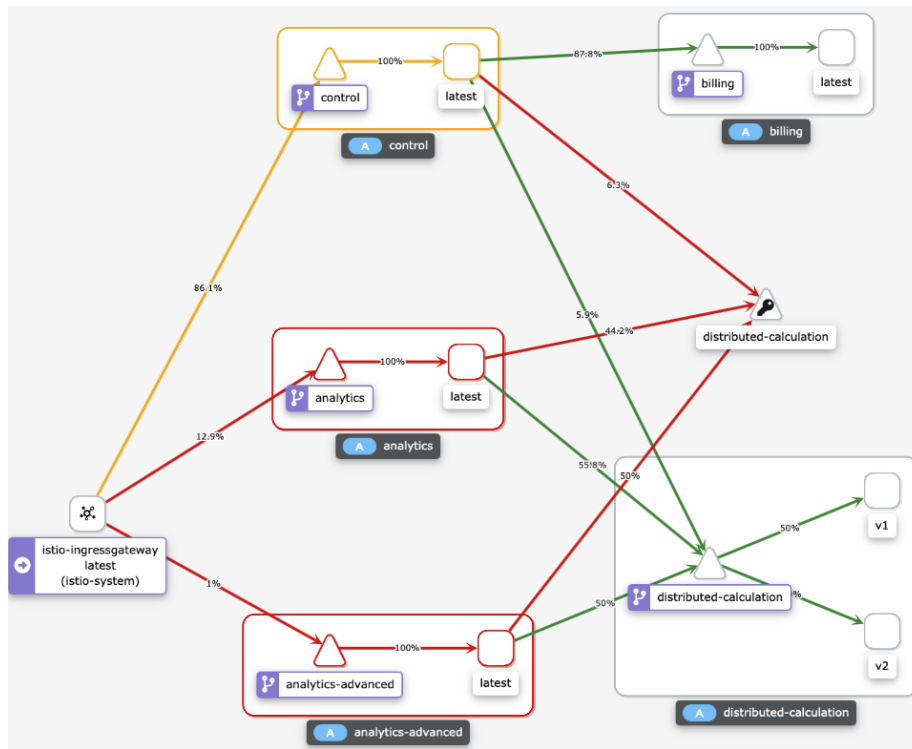 100%
control
latest
A control
87.8%
100%
billing
latest
A billing
6.3%
86.1%
5.9%
44.2%
distributed-calculation
100%
analytics
latest
A analytics
12.9%
55.8%
50%
istio-ingressgateway
latest
(istio-system)
1%
50%
v1
distributed-calculation
50%
v2
A distributed-calculation
100%
analytics-advanced
latest
A analytics-advanced